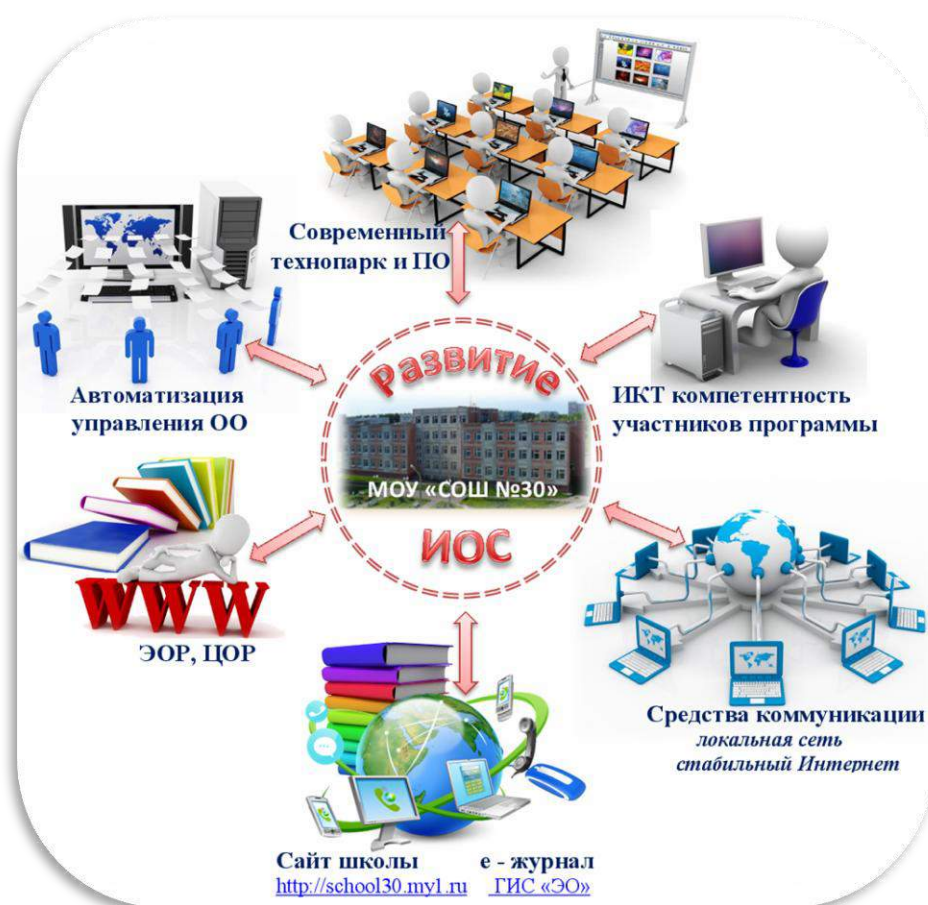 Современный
технопарк и ПО
Автоматизация
управления ОО
ИКТ компетентность
участников программы
Развитие
МОУ «СОШ №30»
ИОС
WWW
ЭОР, ЦОР
Средства коммуникации
локальная сеть
стабильный Интернет
Сайт школы е - журнал
http://school30.my1.ru ГИС «ЭО»